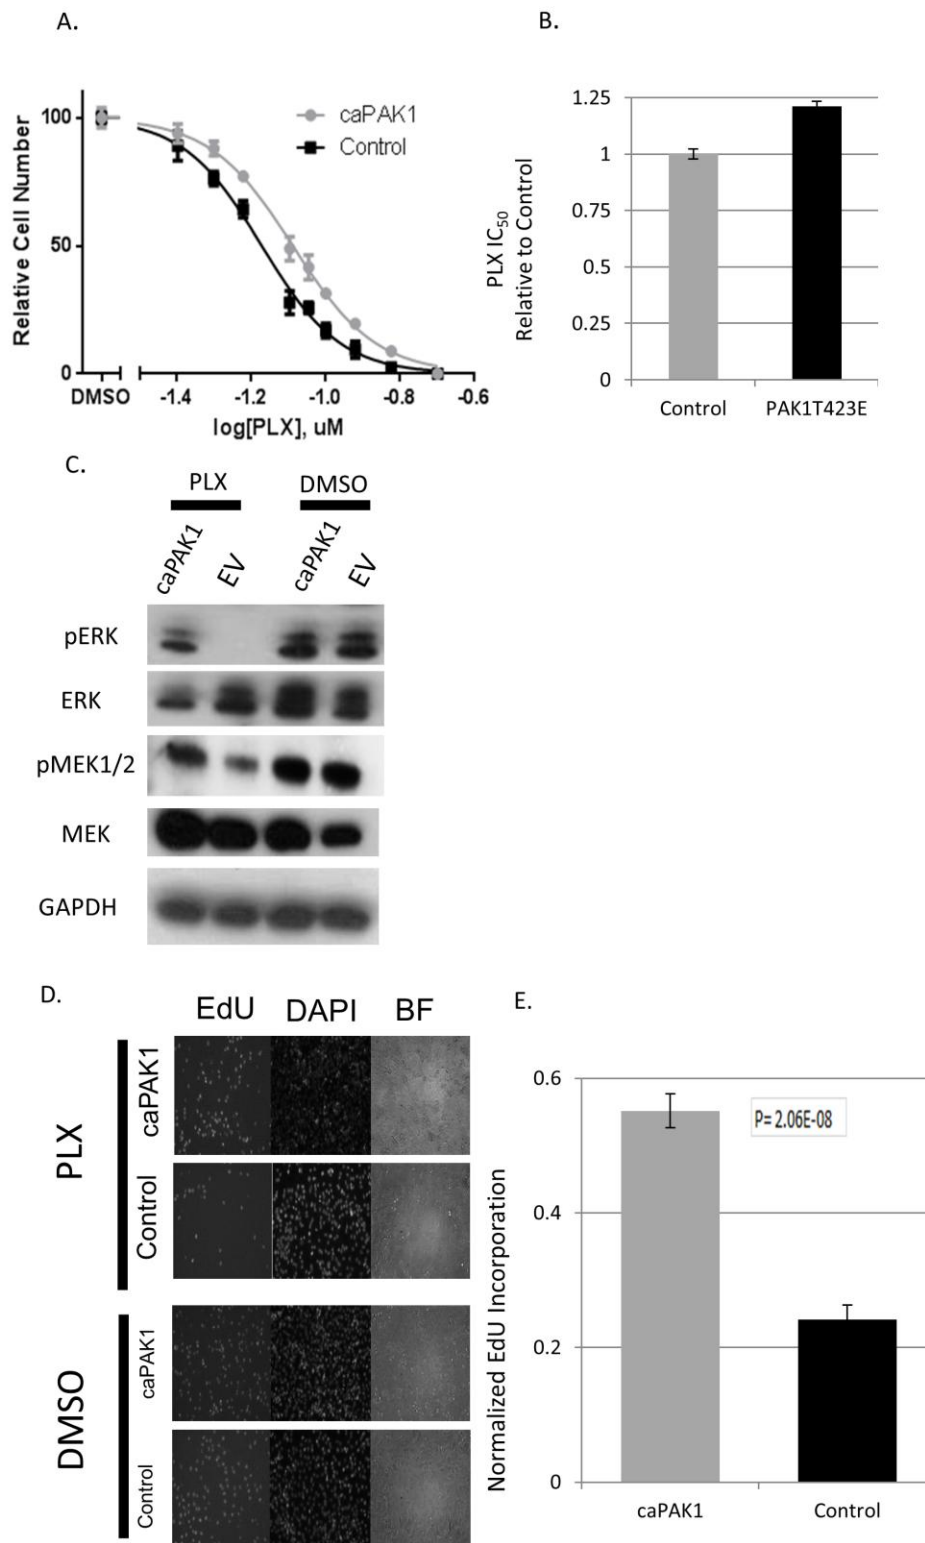 A.
B.
Relative Cell Number
100
50
0
caPAK1
Control
DMSO
-1.4
-1.2
-1.0
-0.8
-0.6
log[PLX], uM
PLX IC50
Relative to Control
1.25
1
0.75
0.5
0.25
0
Control
PAK1T423E
C.
PLX
DMSO
caPAK1
EV
caPAK1
EV
pERK
ERK
pMEK1/2
MEK
GAPDH
D.
EdU
DAPI
BF
PLX
caPAK1
Control
DMSO
caPAK1
Control
E.
Normalized EdU Incorporation
0.6
0.4
0.2
0
P= 2.06E-08
caPAK1
Control